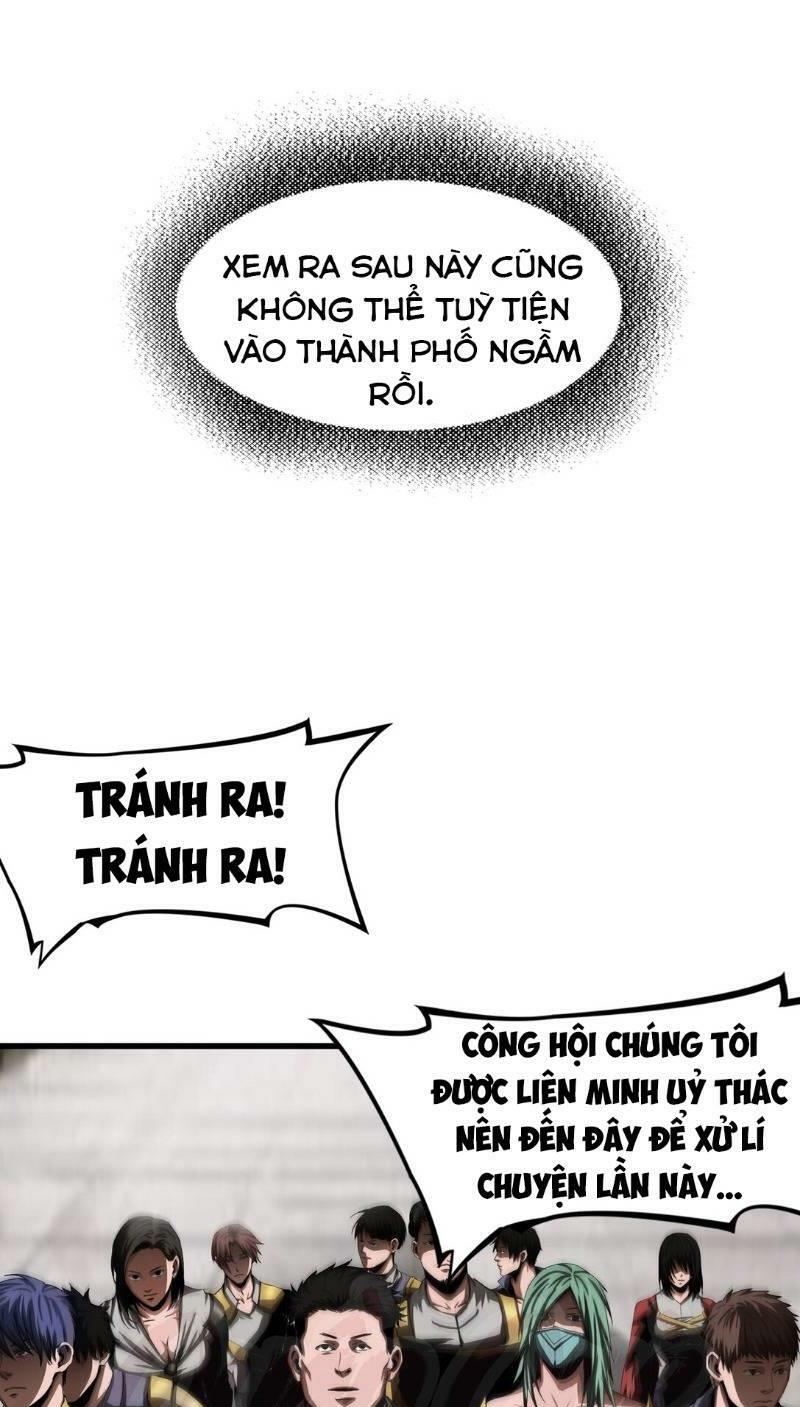 XEM RA SAU NÀY CŨNG
KHÔNG THỂ TUỲ TIỆN
VÀO THÀNH PHỐ NGẦM
RỒI.
TRÁNH RA!
TRÁNH RA!
CÔNG HỘI CHÚNG TÔI
ĐƯỢC LIÊN MINH UỶ THÁC
NÊN ĐẾN ĐÂY ĐỂ XỬ LÍ
CHUYỆN LẦN NÀY...